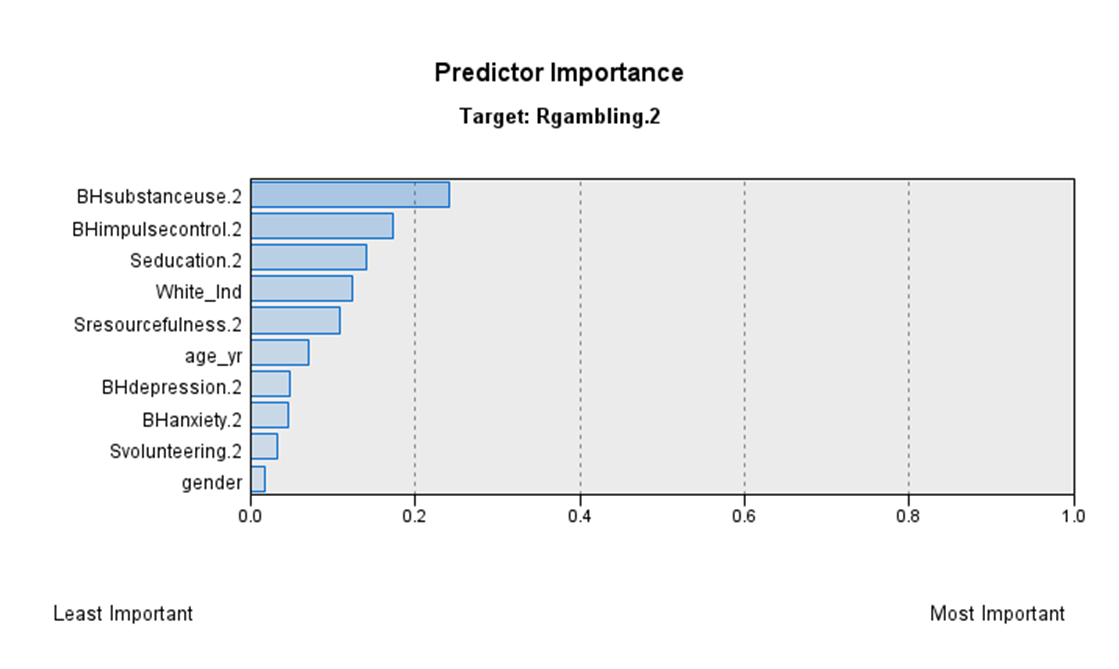 Predictor Importance
Target: Rgambling.2
BHsubstanceuse.2
BHimpulsecontrol.2
Seducation.2
White_Ind
Sresourcefulness.2
age_yr
BHdepression.2
BHanxiety.2
Svolunteering.2
gender
0.0 0.2 0.4 0.6 0.8 1.0
Least Important Most Important